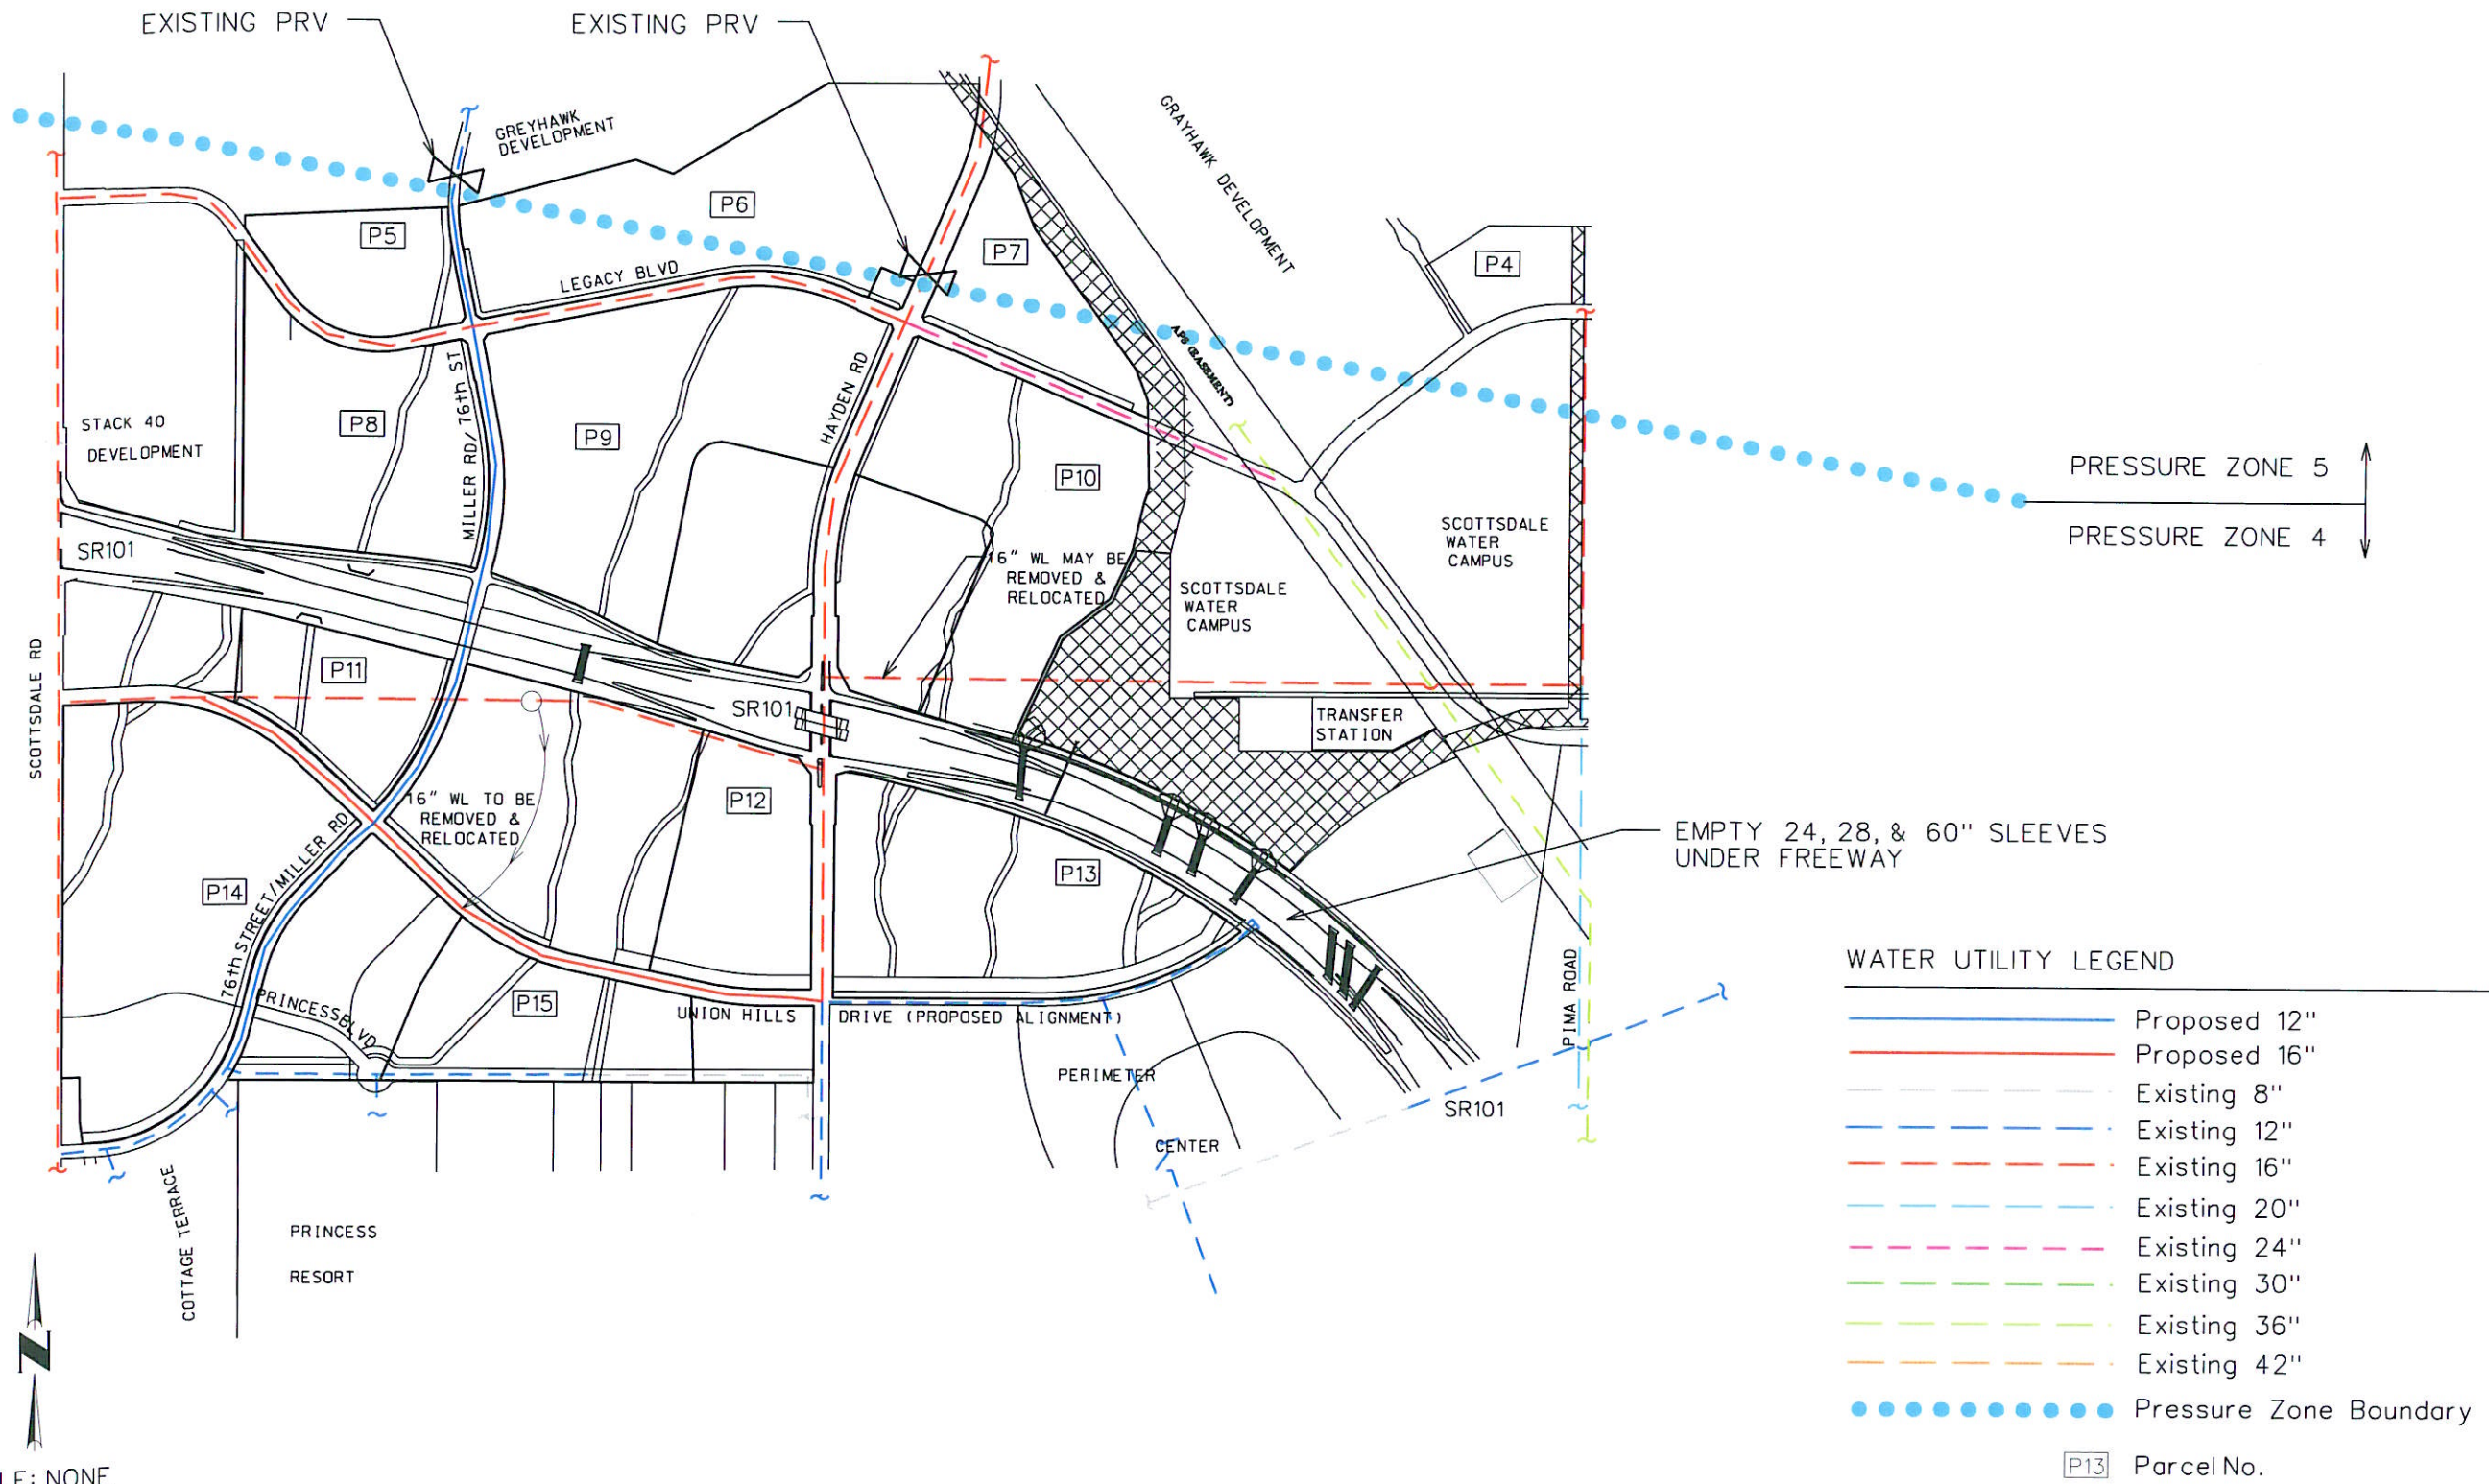 EXISTING PRV
EXISTING PRV
GREYHAWK
DEVELOPMENT
GRAYHAWK DEVELOPMENT
P5
P6
P7
P4
LEGACY BLVD
APS (EASEMENT)
STACK 40
DEVELOPMENT
P8
MILLER RD/ 76th ST
P9
HAYDEN RD
P10
PRESSURE ZONE 5
PRESSURE ZONE 4
SR101
16" WL MAY BE
REMOVED &
RELOCATED
SCOTTSDALE
WATER
CAMPUS
SCOTTSDALE
WATER
CAMPUS
SCOTTSDALE RD
P11
SR101
TRANSFER
STATION
16" WL TO BE
REMOVED &
RELOCATED
P12
P13
EMPTY 24, 28, & 60" SLEEVES
UNDER FREEWAY
P14
76th STREET/MILLER RD
PRINCESS BLVD
P15
UNION HILLS
DRIVE (PROPOSED ALIGNMENT)
PIMA ROAD
PERIMETER
CENTER
SR101
COTTAGE TERRACE
PRINCESS
RESORT
WATER UTILITY LEGEND
Proposed 12"
Proposed 16"
Existing 8"
Existing 12"
Existing 16"
Existing 20"
Existing 24"
Existing 30"
Existing 36"
Existing 42"
Pressure Zone Boundary
P13 Parcel No.
N
LE: NONE